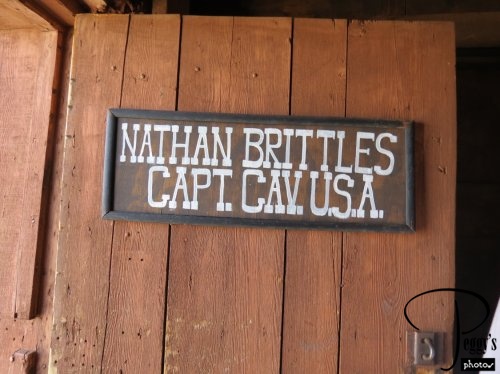 NATHAN BRITTLES
CAPT. CAV. U.S.A.
Peggy's
photos